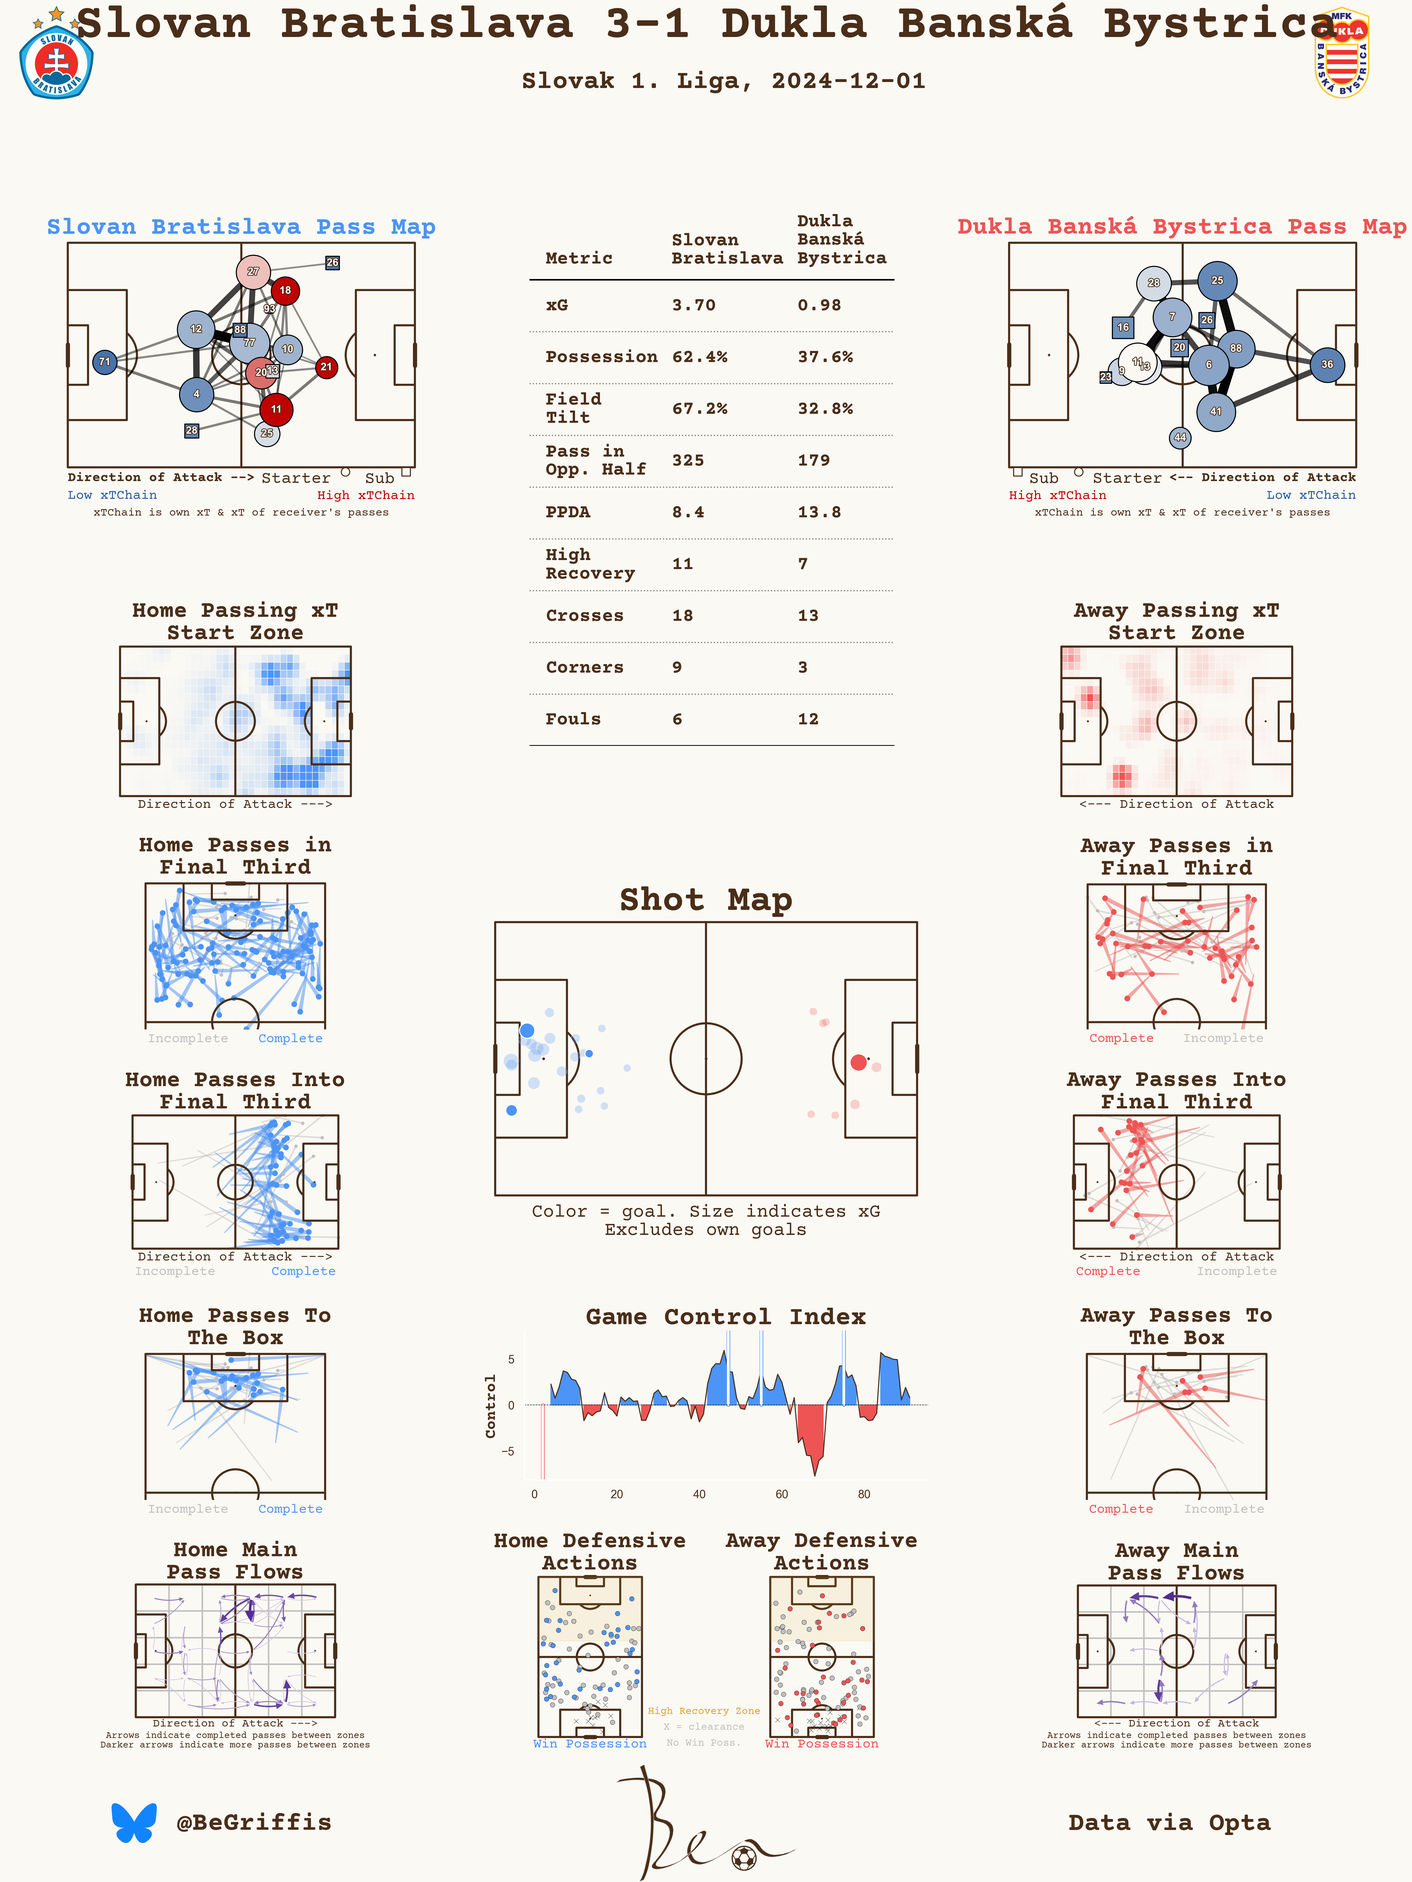 Slovan Bratislava 3-1 Dukla Banská Bystrica
Slovak 1. Liga, 2024-12-01
SLOVAN
BRATISLAVA
MFK
DUKLA
BANSKÁ BYSTRICA
Slovan Bratislava Pass Map
27
26
18
93
12
88
77
10
71
20
13
21
4
11
28
25
Direction of Attack --> Starter Sub
Low xTChain High xTChain
xTChain is own xT & xT of receiver's passes
Metric Slovan Bratislava Dukla Banská Bystrica
xG 3.70 0.98
Possession 62.4% 37.6%
Field Tilt 67.2% 32.8%
Pass in Opp. Half 325 179
PPDA 8.4 13.8
High Recovery 11 7
Crosses 18 13
Corners 9 3
Fouls 6 12
Dukla Banská Bystrica Pass Map
28
25
7
26
16
20
88
11
13
9
23
6
36
41
44
Sub Starter <-- Direction of Attack
High xTChain Low xTChain
xTChain is own xT & xT of receiver's passes
Home Passing xT
Start Zone
Direction of Attack --->
Away Passing xT
Start Zone
<--- Direction of Attack
Home Passes in
Final Third
Incomplete Complete
Away Passes in
Final Third
Complete Incomplete
Shot Map
Color = goal. Size indicates xG
Excludes own goals
Home Passes Into
Final Third
Direction of Attack --->
Incomplete Complete
Away Passes Into
Final Third
<--- Direction of Attack
Complete Incomplete
Home Passes To
The Box
Incomplete Complete
Game Control Index
Control
5
0
−5
0 20 40 60 80
Away Passes To
The Box
Complete Incomplete
Home Main
Pass Flows
Direction of Attack --->
Arrows indicate completed passes between zones
Darker arrows indicate more passes between zones
Home Defensive
Actions
Win Possession
High Recovery Zone
X = clearance
No Win Poss.
Away Defensive
Actions
Win Possession
Away Main
Pass Flows
<--- Direction of Attack
Arrows indicate completed passes between zones
Darker arrows indicate more passes between zones
@BeGriffis
Ben
Data via Opta